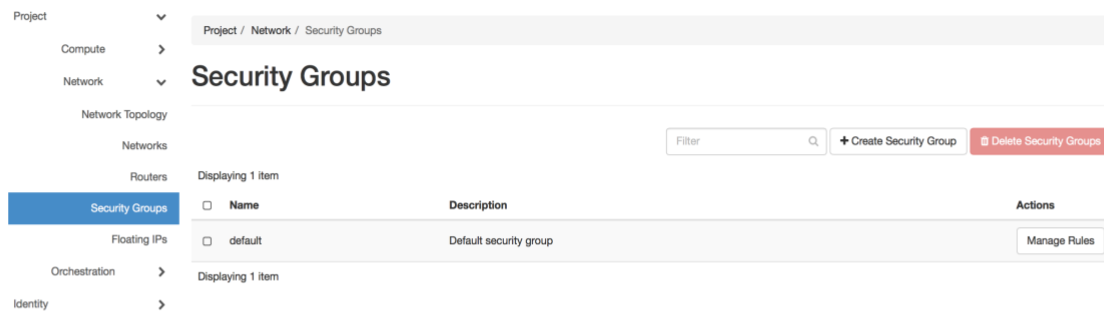 Project
Compute
Network
Network Topology
Networks
Routers
Security Groups
Floating IPs
Orchestration
Identity
Project / Network / Security Groups
Security Groups
Filter
+ Create Security Group
Delete Security Groups
Displaying 1 item
Name Description Actions
default Default security group Manage Rules
Displaying 1 item